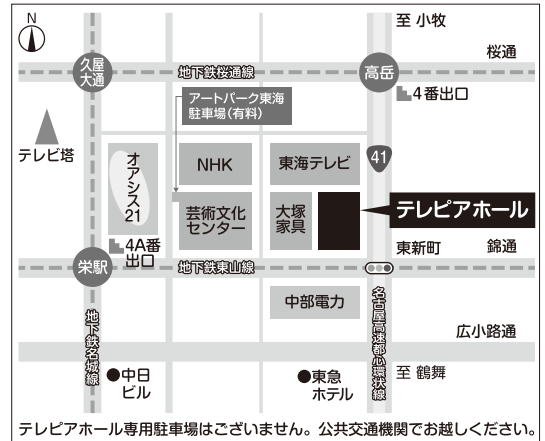 N
至 小牧
桜通
久屋
大通
地下鉄桜通線
高岳
4番出口
アートパーク東海
駐車場(有料)
テレビ塔
オアシス21
NHK
東海テレビ
41
芸術文化
センター
大塚
家具
テレピアホール
4A番
出口
東新町
錦通
栄駅
地下鉄東山線
中部電力
地下鉄名城線
名古屋高速都心環状線
広小路通
中日
ビル
東急
ホテル
至 鶴舞
テレピアホール専用駐車場はございません。公共交通機関でお越しください。